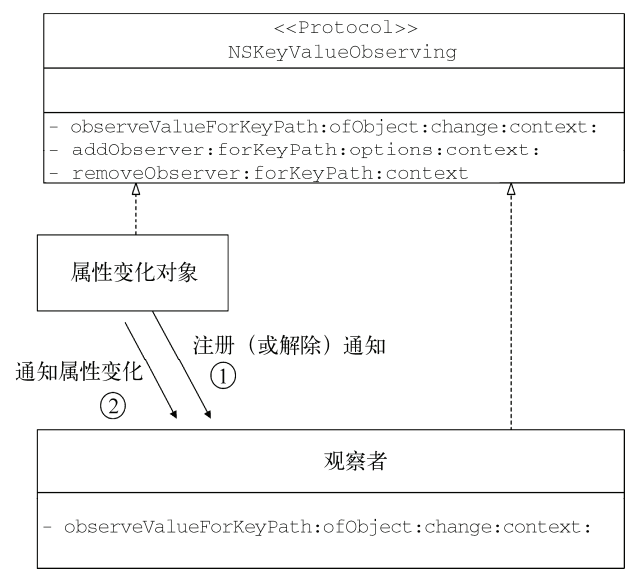 <<Protocol>>
NSKeyValueObserving
- observeValueForKeyPath:ofObject:change:context:
- addObserver:forKeyPath:options:context:
- removeObserver:forKeyPath:context
属性变化对象
注册（或解除）通知
①
通知属性变化
②
观察者
- observeValueForKeyPath:ofObject:change:context: